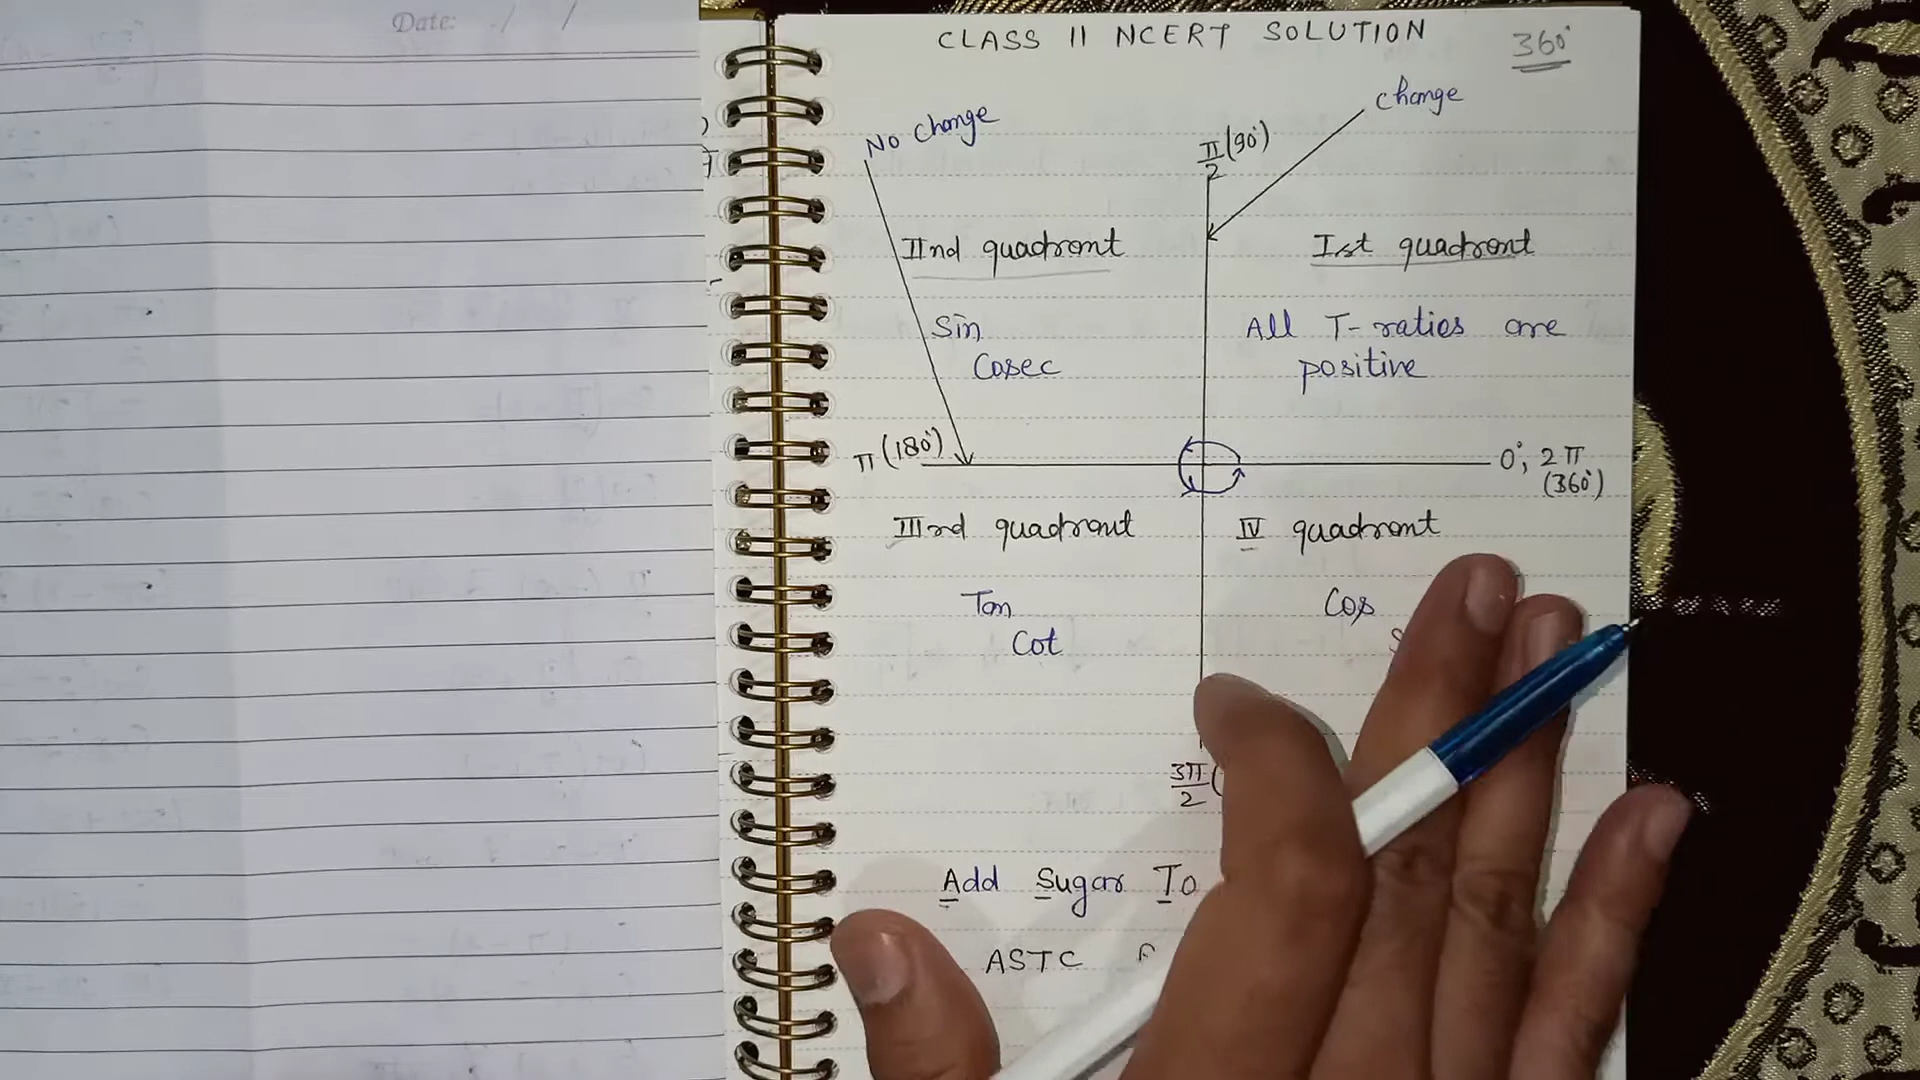 Date: / /
CLASS 11 NCERT SOLUTION
360°
Change
No Change
π/2 (90°)
IInd quadrant
Ist quadrant
Sin
Cosec
All T-ratios are
positive
π (180°)
0°, 2π
(360°)
IIIrd quadrant
IV quadrant
Tan
Cot
Cos
3π/2 (
Add Sugar To
ASTC